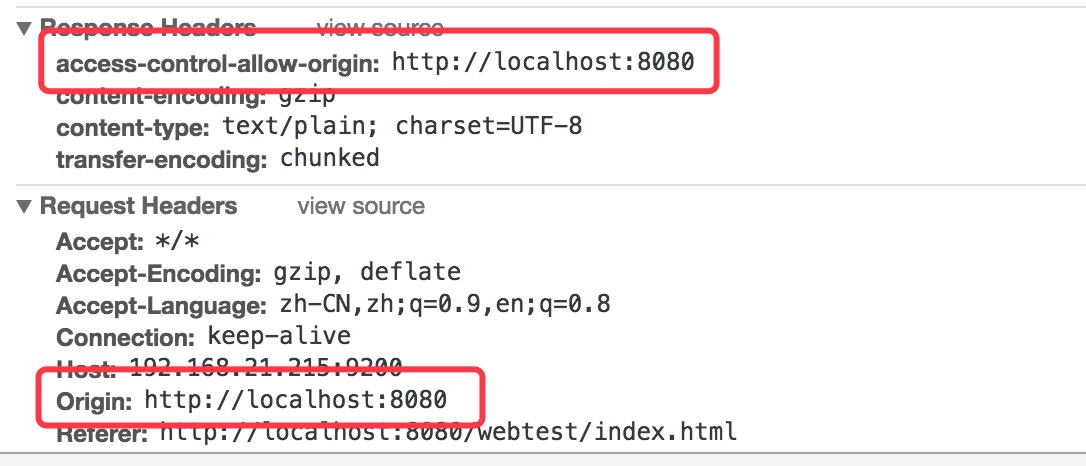 ▼ Response Headers view source
access-control-allow-origin: http://localhost:8080
content-encoding: gzip
content-type: text/plain; charset=UTF-8
transfer-encoding: chunked
▼ Request Headers view source
Accept: */*
Accept-Encoding: gzip, deflate
Accept-Language: zh-CN,zh;q=0.9,en;q=0.8
Connection: keep-alive
Host: 192.168.21.215:9200
Origin: http://localhost:8080
Referer: http://localhost:8080/webtest/index.html